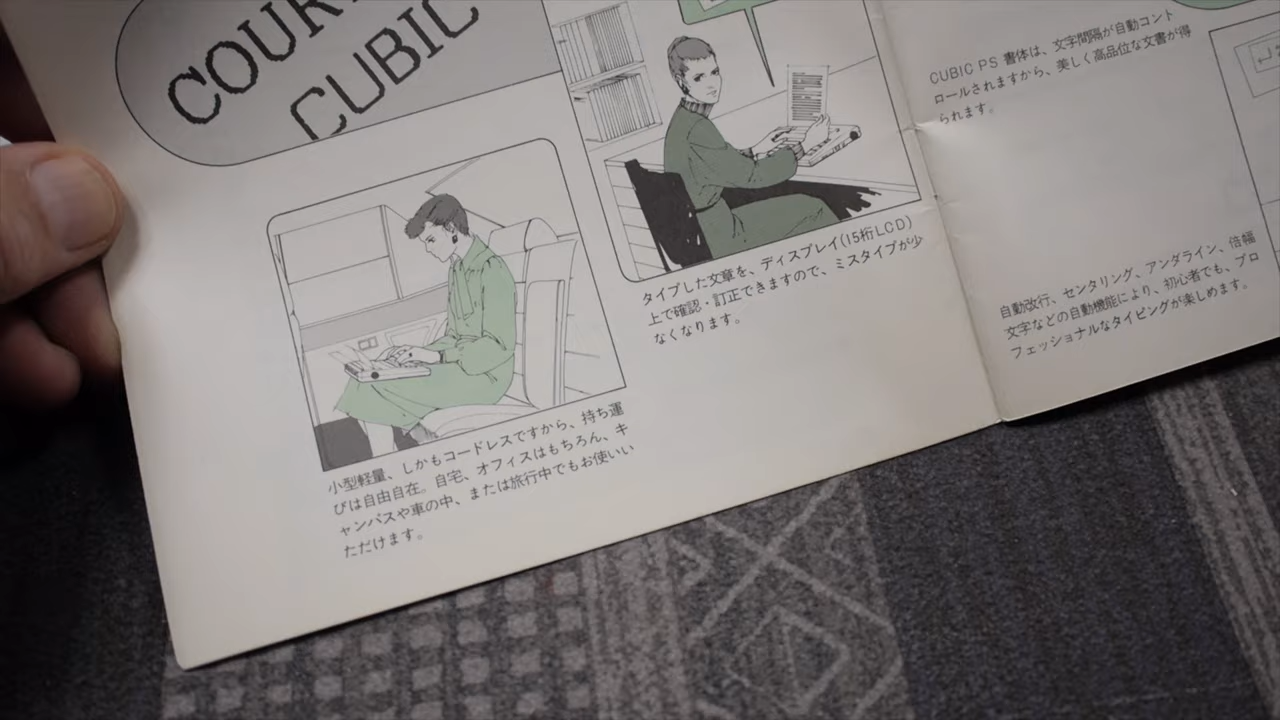 CUBIC
小型軽量、しかもコードレスですから、持ち運
びは自由自在。自宅、オフィスはもちろん、キ
ャンパスや車の中、または旅行中でもお使いい
ただけます。
タイプした文章を、ディスプレイ(15桁LCD)
上で確認・訂正できますので、ミスタイプが少
なくなります。
CUBIC PS 書体は、文字間隔が自動コント
ロールされますから、美しく高品位な文書が得
られます。
自動改行、センタリング、アンダライン、倍幅
文字などの自動機能により、初心者でも、プロ
フェッショナルなタイピングが楽しめます。